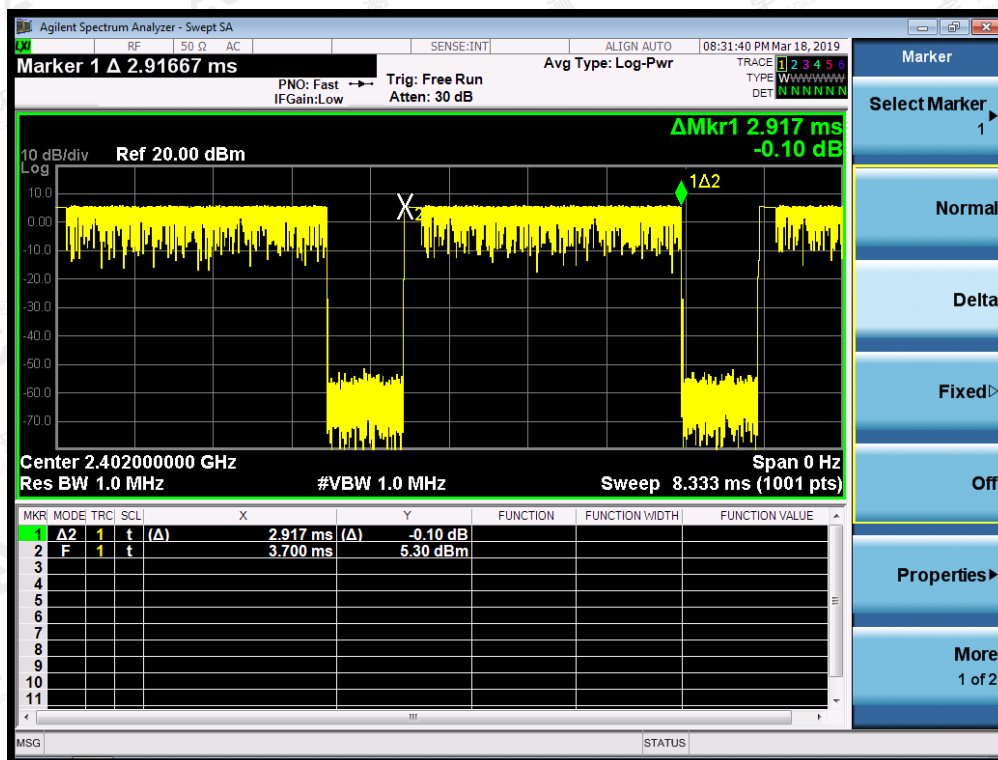 Agilent Spectrum Analyzer - Swept SA
LXI RF 50 Ω AC SENSE:INT ALIGN AUTO 08:31:40 PM Mar 18, 2019
Marker 1 Δ 2.91667 ms
PNO: Fast
IFGain:Low
Trig: Free Run
Atten: 30 dB
Avg Type: Log-Pwr
TRACE 1 2 3 4 5 6
TYPE WWWWWWW
DET N N N N N N
ΔMkr1 2.917 ms
-0.10 dB
10 dB/div Ref 20.00 dBm
Log
10.0
0.00
-10.0
-20.0
-30.0
-40.0
-50.0
-60.0
-70.0
X2
1Δ2
Center 2.402000000 GHz Span 0 Hz
Res BW 1.0 MHz #VBW 1.0 MHz Sweep 8.333 ms (1001 pts)
MKR MODE TRC SCL X Y FUNCTION FUNCTION WIDTH FUNCTION VALUE
1 Δ2 1 t (Δ) 2.917 ms (Δ) -0.10 dB
2 F 1 t 3.700 ms 5.30 dBm
3
4
5
6
7
8
9
10
11
MSG STATUS
Marker
Select Marker
1
Normal
Delta
Fixed
Off
Properties
More
1 of 2